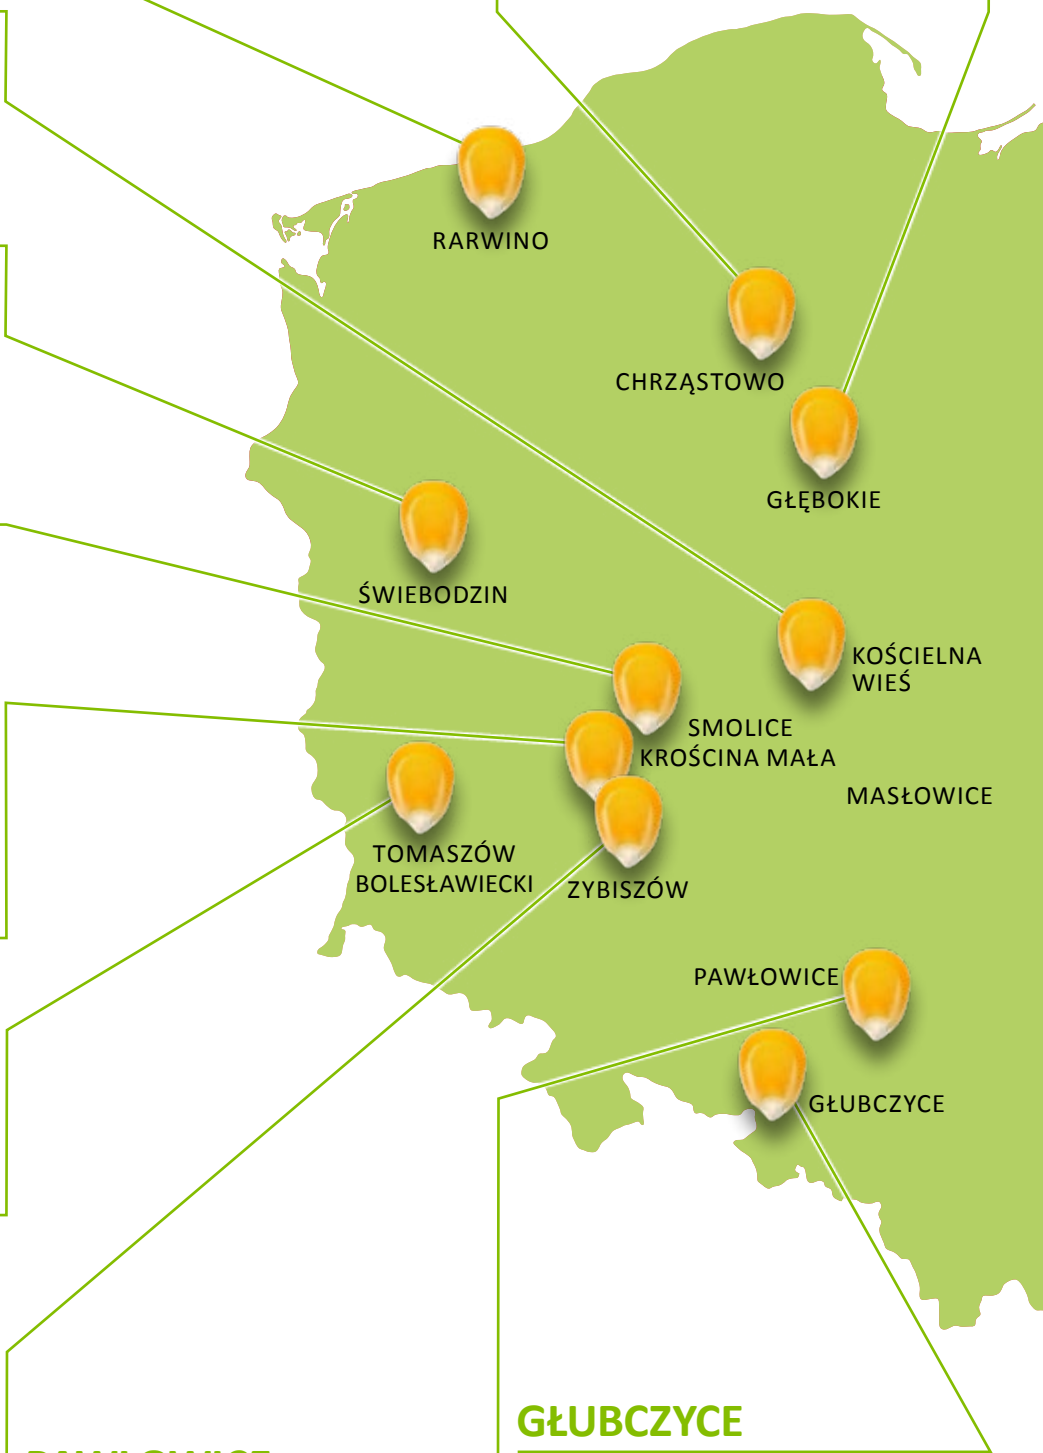 RARWINO
CHRZĄSTOWO
GŁĘBOKIE
ŚWIEBODZIN
KOŚCIELNA
WIEŚ
SMOLICE
KROŚCINA MAŁA
MASŁOWICE
TOMASZÓW
BOLESŁAWIECKI
ZYBISZÓW
PAWŁOWICE
GŁUBCZYCE
GŁUBCZYCE